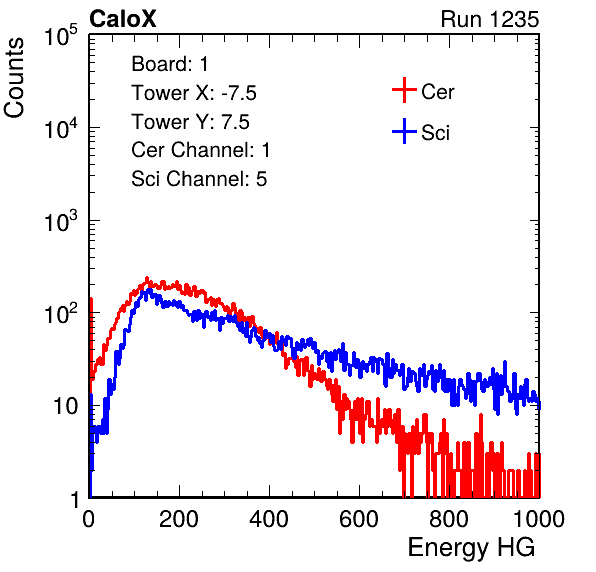 CaloX Run 1235
Counts
10^5
10^4
10^3
10^2
10
1
Board: 1
Tower X: -7.5
Tower Y: 7.5
Cer Channel: 1
Sci Channel: 5
Cer
Sci
0 200 400 600 800 1000
Energy HG